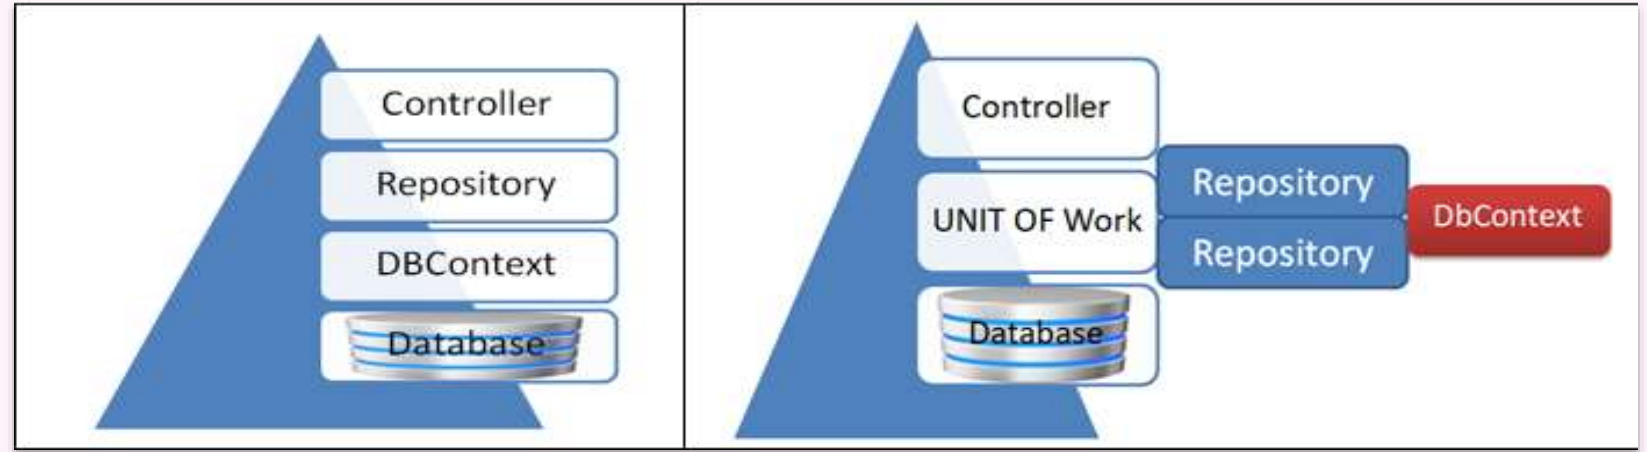 Controller
Repository
DBContext
Database
Controller
UNIT OF Work
Repository
Repository
DbContext
Database